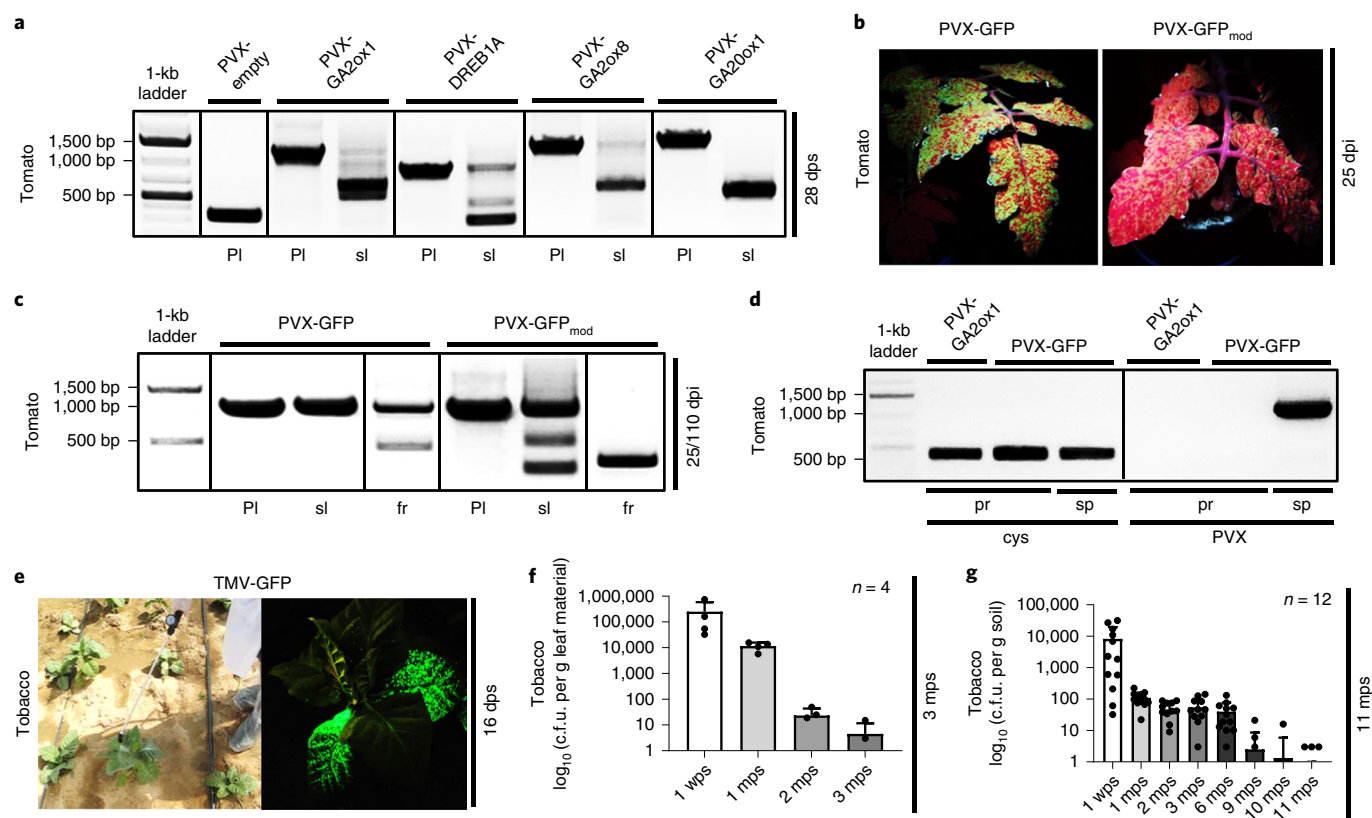 a
1-kb
ladder
PVX-
empty
PVX-
GA2ox1
PVX-
DREB1A
PVX-
GA2ox8
PVX-
GA20ox1
Tomato
1,500 bp
1,000 bp
500 bp
Pl
Pl
sl
Pl
sl
Pl
sl
Pl
sl
28 dps
b
PVX-GFP
PVX-GFPmod
Tomato
25 dpi
c
1-kb
ladder
PVX-GFP
PVX-GFPmod
Tomato
1,500 bp
1,000 bp
500 bp
Pl
sl
fr
Pl
sl
fr
25/110 dpi
d
1-kb
ladder
PVX-
GA2ox1
PVX-GFP
PVX-
GA2ox1
PVX-GFP
Tomato
1,500 bp
1,000 bp
500 bp
pr
sp
pr
sp
cys
PVX
e
TMV-GFP
Tobacco
16 dps
f
Tobacco
log10 (c.f.u. per g leaf material)
1,000,000
100,000
10,000
1,000
100
10
1
n = 4
1 wps
1 mps
2 mps
3 mps
3 mps
g
Tobacco
log10 (c.f.u. per g soil)
100,000
10,000
1,000
100
10
1
n = 12
1 wps
1 mps
2 mps
3 mps
6 mps
9 mps
10 mps
11 mps
11 mps